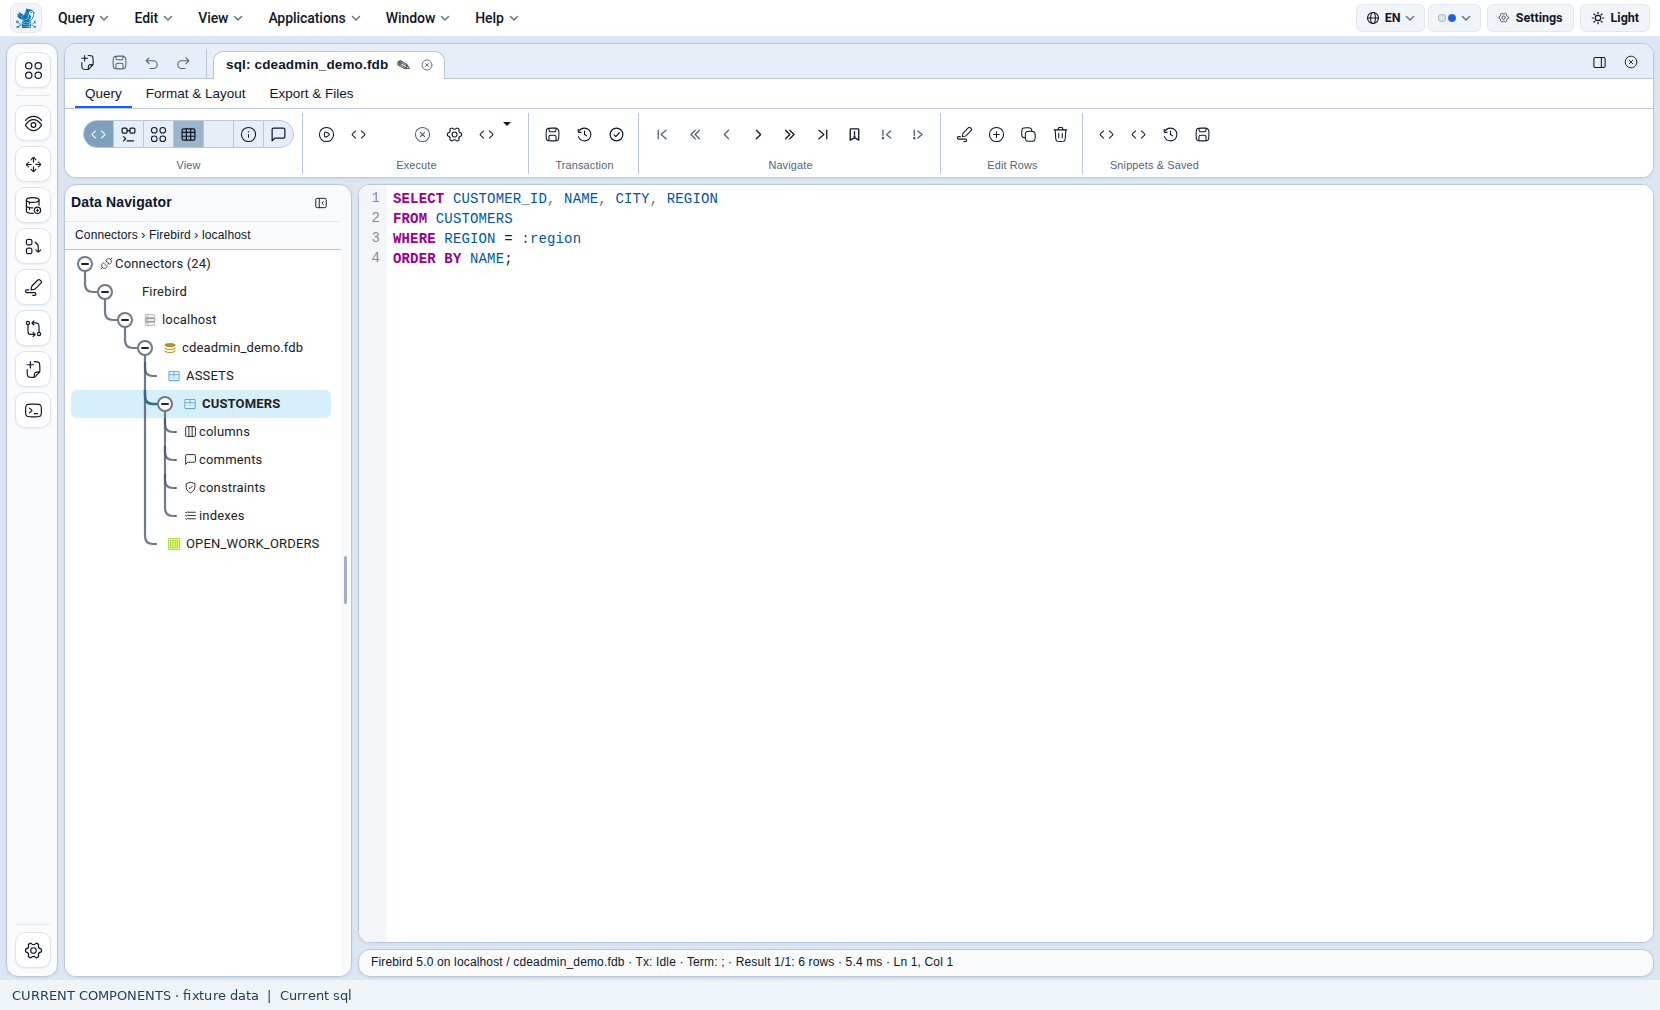 Query Edit View Applications Window Help EN Settings Light
sql: cdeadmin_demo.fdb
Query Format & Layout Export & Files
View Execute Transaction Navigate Edit Rows Snippets & Saved
Data Navigator
Connectors › Firebird › localhost
Connectors (24)
Firebird
localhost
cdeadmin_demo.fdb
ASSETS
CUSTOMERS
columns
comments
constraints
indexes
OPEN_WORK_ORDERS
1 SELECT CUSTOMER_ID, NAME, CITY, REGION
2 FROM CUSTOMERS
3 WHERE REGION = :region
4 ORDER BY NAME;
Firebird 5.0 on localhost / cdeadmin_demo.fdb · Tx: Idle · Term: ; · Result 1/1: 6 rows · 5.4 ms · Ln 1, Col 1
CURRENT COMPONENTS · fixture data | Current sql